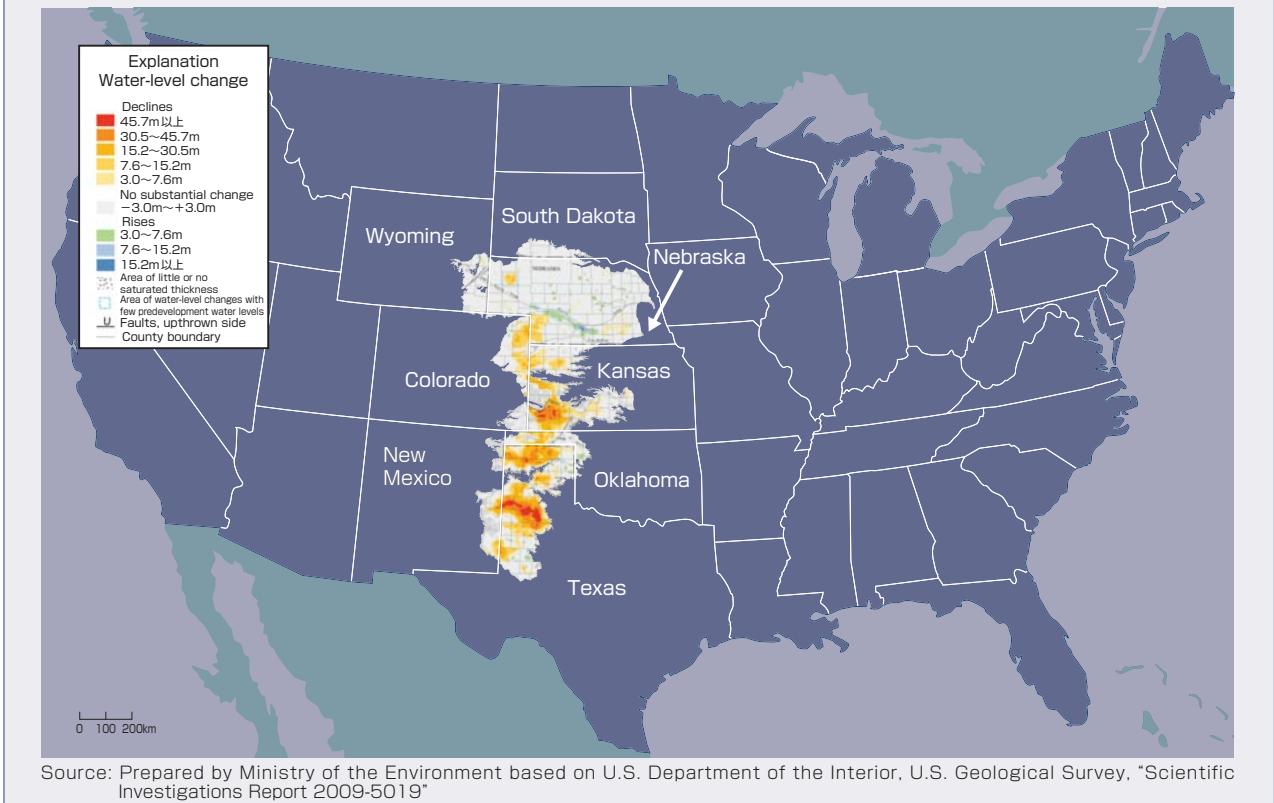 Explanation
Water-level change
Declines
45.7m以上
30.5～45.7m
15.2～30.5m
7.6～15.2m
3.0～7.6m
No substantial change
－3.0m～＋3.0m
Rises
3.0～7.6m
7.6～15.2m
15.2m以上
Area of little or no
saturated thickness
Area of water-level changes with
few predevelopment water levels
U
Faults, upthrown side
County boundary
South Dakota
Wyoming
Nebraska
NEBRASKA
Colorado
Kansas
New
Mexico
Oklahoma
Texas
0 100 200km
Source: Prepared by Ministry of the Environment based on U.S. Department of the Interior, U.S. Geological Survey, “Scientific
Investigations Report 2009-5019”